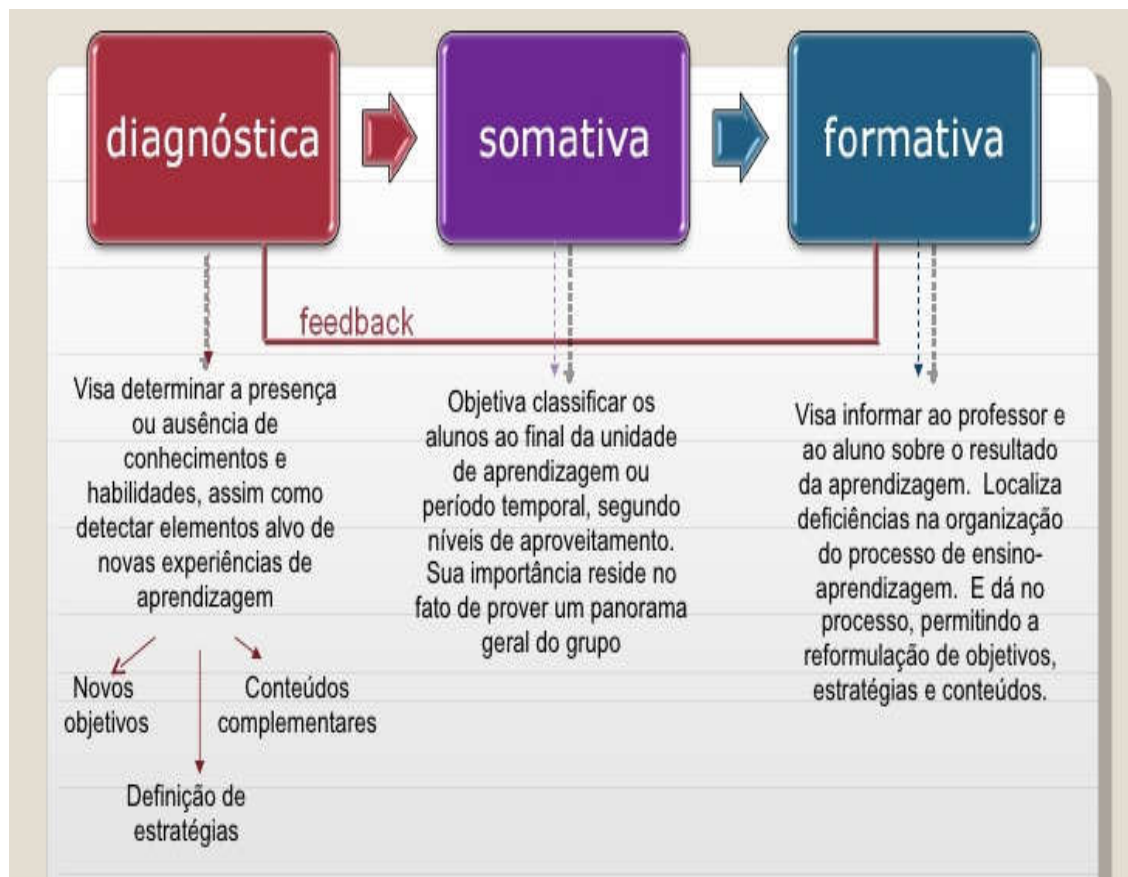 diagnóstica
somativa
formativa
feedback
Visa determinar a presença
ou ausência de
conhecimentos e
habilidades, assim como
detectar elementos alvo de
novas experiências de
aprendizagem
Novos
objetivos
Conteúdos
complementares
Definição de
estratégias
Objetiva classificar os
alunos ao final da unidade
de aprendizagem ou
período temporal, segundo
níveis de aproveitamento.
Sua importância reside no
fato de prover um panorama
geral do grupo
Visa informar ao professor e
ao aluno sobre o resultado
da aprendizagem. Localiza
deficiências na organização
do processo de ensino-
aprendizagem. E dá no
processo, permitindo a
reformulação de objetivos,
estratégias e conteúdos.